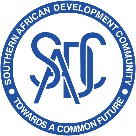 SOUTHERN AFRICAN DEVELOPMENT COMMUNITY
SADC
TOWARDS A COMMON FUTURE